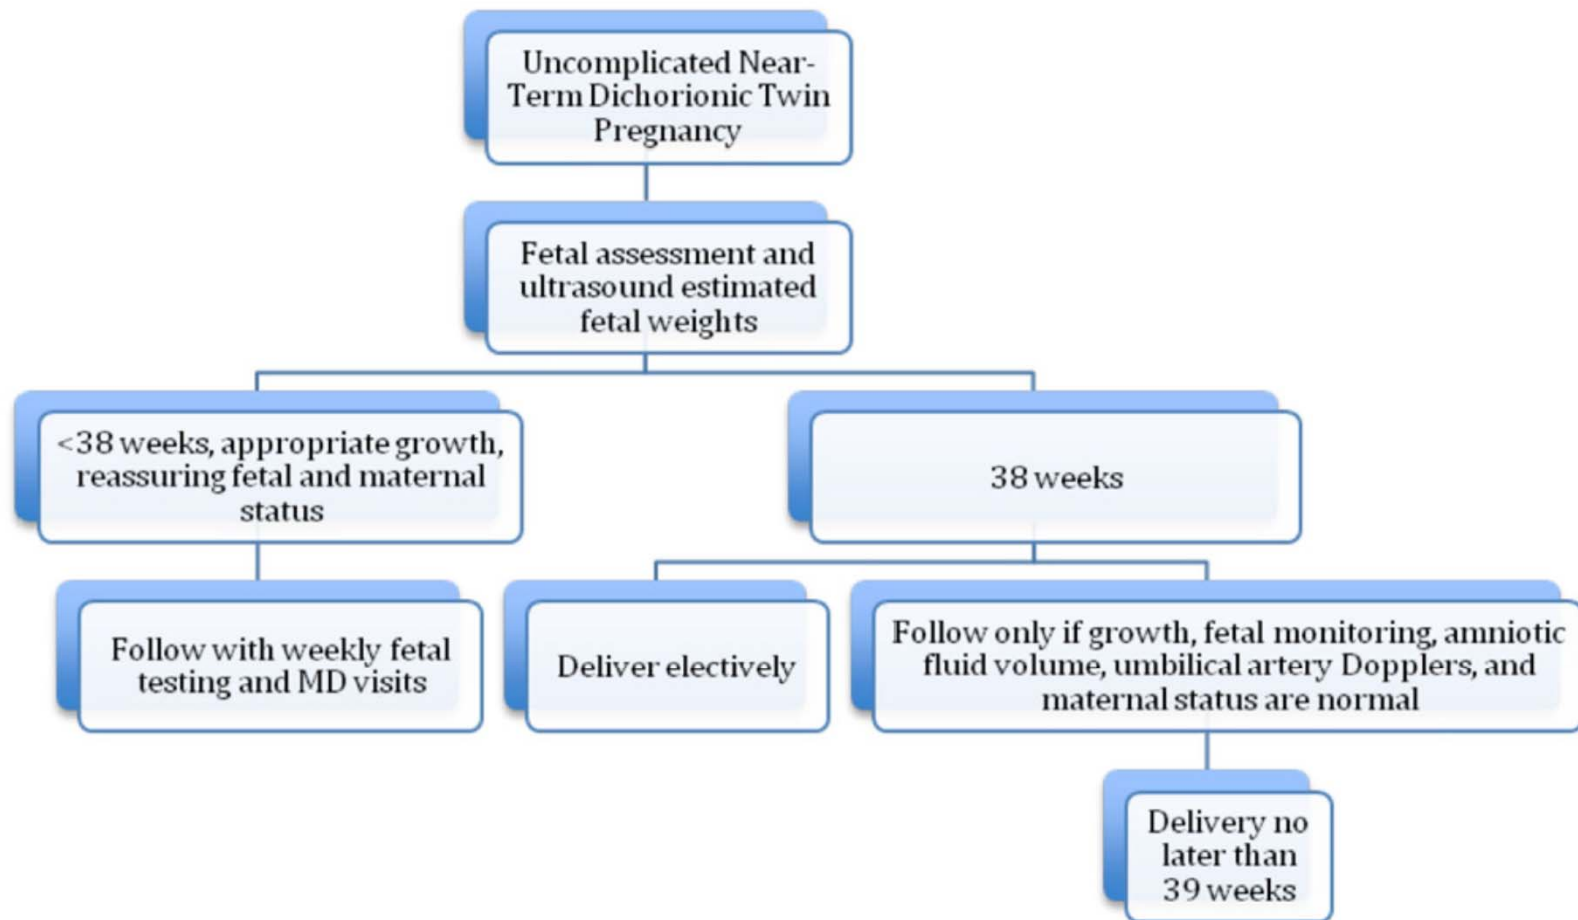 Uncomplicated Near-
Term Dichorionic Twin
Pregnancy
Fetal assessment and
ultrasound estimated
fetal weights
<38 weeks, appropriate growth,
reassuring fetal and maternal
status
38 weeks
Follow with weekly fetal
testing and MD visits
Deliver electively
Follow only if growth, fetal monitoring, amniotic
fluid volume, umbilical artery Dopplers, and
maternal status are normal
Delivery no
later than
39 weeks